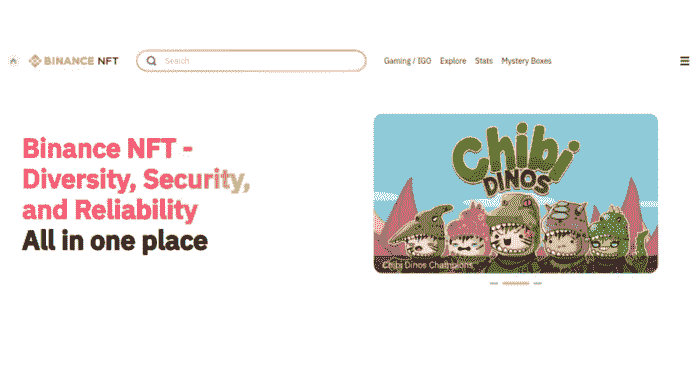 BINANCE NFT
Search
Gaming / IGO Explore Stats Mystery Boxes
Binance NFT -
Diversity, Security,
and Reliability
All in one place
Chibi
DINOS
Chibi Dinos Champions